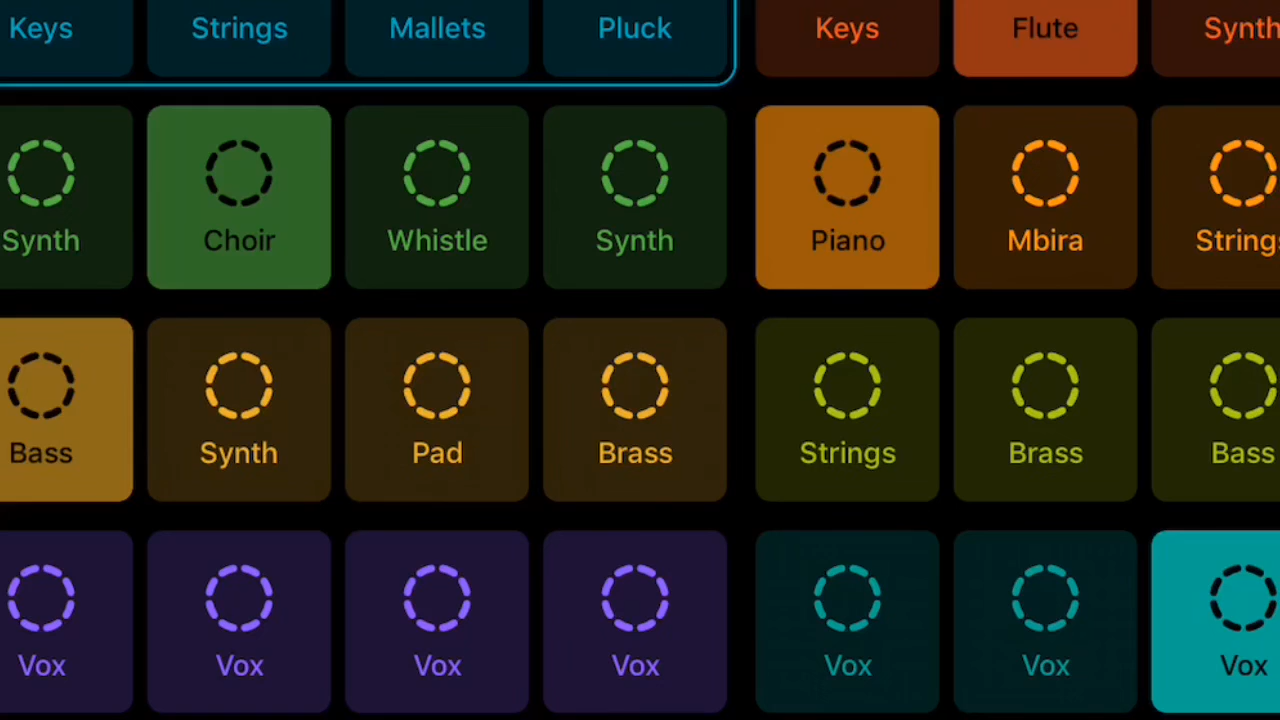 Keys Strings Mallets Pluck Keys Flute Synth
Synth Choir Whistle Synth Piano Mbira Strings
Bass Synth Pad Brass Strings Brass Bass
Vox Vox Vox Vox Vox Vox Vox